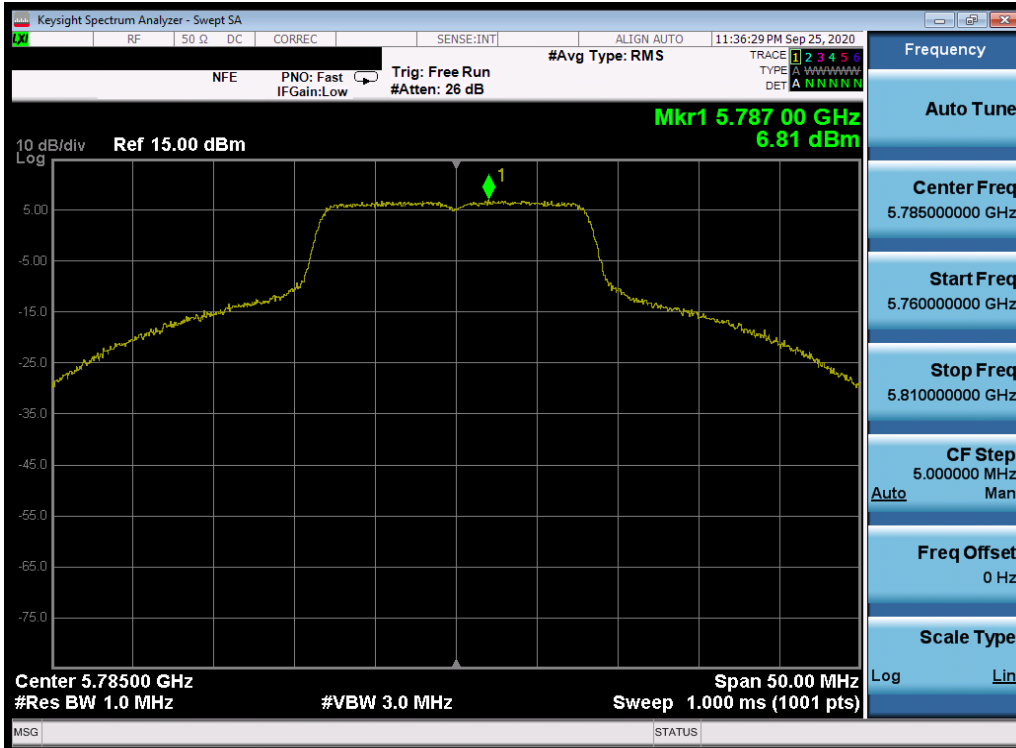 Keysight Spectrum Analyzer - Swept SA
LXI RF 50 Ω DC CORREC SENSE:INT ALIGN AUTO 11:36:29 PM Sep 25, 2020
#Avg Type: RMS TRACE 1 2 3 4 5 6
NFE PNO: Fast Trig: Free Run TYPE A WWWWW
IFGain:Low #Atten: 26 dB DET A N N N N N
Mkr1 5.787 00 GHz
6.81 dBm
10 dB/div Ref 15.00 dBm
Log
1
5.00
-5.00
-15.0
-25.0
-35.0
-45.0
-55.0
-65.0
-75.0
Center 5.78500 GHz Span 50.00 MHz
#Res BW 1.0 MHz #VBW 3.0 MHz Sweep 1.000 ms (1001 pts)
MSG STATUS
Frequency
Auto Tune
Center Freq
5.785000000 GHz
Start Freq
5.760000000 GHz
Stop Freq
5.810000000 GHz
CF Step
5.000000 MHz
Auto Man
Freq Offset
0 Hz
Scale Type
Log Lin